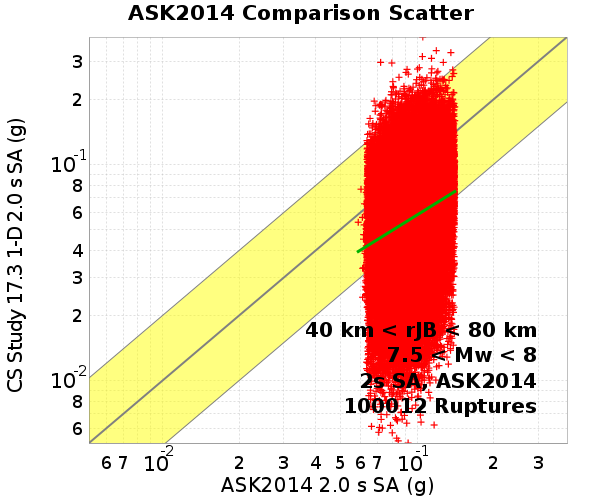 ASK2014 Comparison Scatter
CS Study 17.3 1-D 2.0 s SA (g)
3
2
10^-1
8
6
4
3
2
10^-2
8
6
40 km < rJB < 80 km
7.5 < Mw < 8
2s SA, ASK2014
100012 Ruptures
6 7 10^-2 2 3 4 5 6 7 10^-1 2 3
ASK2014 2.0 s SA (g)